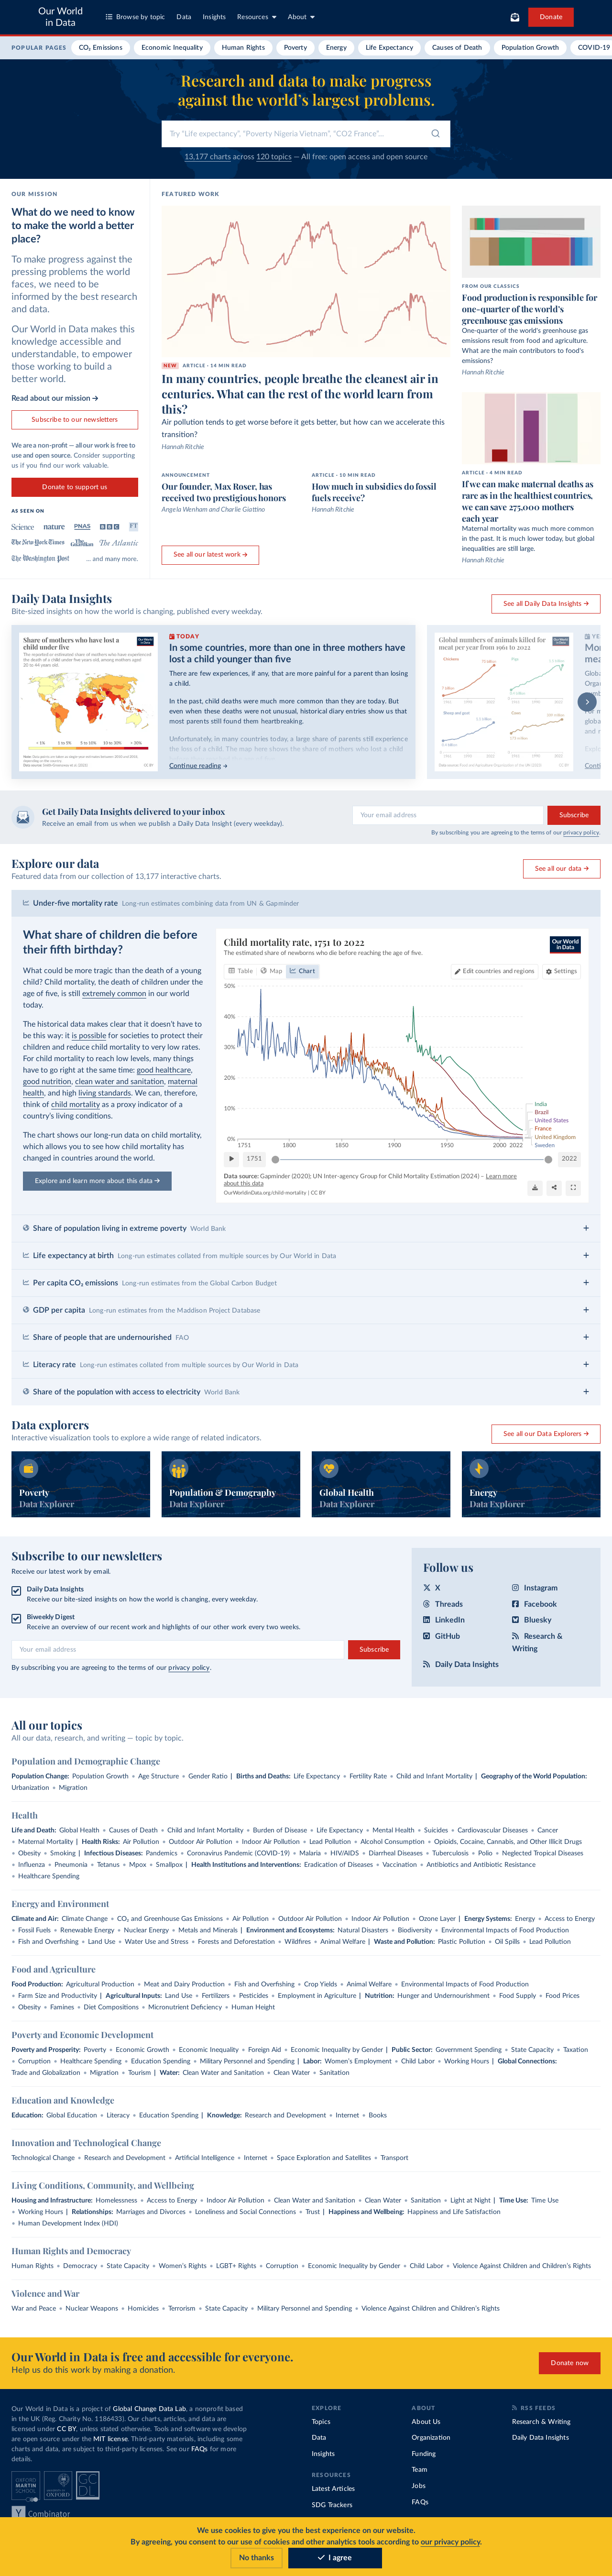 Our World
in Data
Browse by topic
Data
Insights
Resources
About
Donate
POPULAR PAGES
CO₂ Emissions
Economic Inequality
Human Rights
Poverty
Energy
Life Expectancy
Causes of Death
Population Growth
COVID-19
Research and data to make progress
against the world's largest problems.
Try "Life expectancy", "Poverty Nigeria Vietnam", "CO2 France"...
13,177 charts across 120 topics — All free: open access and open source
OUR MISSION
What do we need to know
to make the world a better
place?
To make progress against the
pressing problems the world
faces, we need to be
informed by the best research
and data.
Our World in Data makes this
knowledge accessible and
understandable, to empower
those working to build a
better world.
Read about our mission
Subscribe to our newsletters
We are a non-profit — all our work is free to
use and open source. Consider supporting
us if you find our work valuable.
Donate to support us
AS SEEN ON
Science
nature
PNAS
BBC
FT
The New York Times
The Guardian
The Atlantic
The Washington Post
... and many more.
FEATURED WORK
NEW ARTICLE · 14 MIN READ
In many countries, people breathe the cleanest air in
centuries. What can the rest of the world learn from
this?
Air pollution tends to get worse before it gets better, but how can we accelerate this
transition?
Hannah Ritchie
ANNOUNCEMENT
Our founder, Max Roser, has
received two prestigious honors
Angela Wenham and Charlie Giattino
ARTICLE · 10 MIN READ
How much in subsidies do fossil
fuels receive?
Hannah Ritchie
See all our latest work
FROM OUR CLASSICS
Food production is responsible for
one-quarter of the world's
greenhouse gas emissions
One-quarter of the world's greenhouse gas
emissions result from food and agriculture.
What are the main contributors to food's
emissions?
Hannah Ritchie
ARTICLE · 4 MIN READ
If we can make maternal deaths as
rare as in the healthiest countries,
we can save 275,000 mothers
each year
Maternal mortality was much more common
in the past. It is much lower today, but global
inequalities are still large.
Hannah Ritchie
Daily Data Insights
Bite-sized insights on how the world is changing, published every weekday.
See all Daily Data Insights
Share of mothers who have lost a
child under five
Our World
in Data
TODAY
In some countries, more than one in three mothers have
lost a child younger than five
There are few experiences, if any, that are more painful for a parent than losing
a child.
In the past, child deaths were much more common than they are today. But
even when these deaths were not unusual, historical diary entries show us that
most parents still found them heartbreaking.
Unfortunately, in many countries today, a large share of parents still experience
the loss of a child. The map here shows the share of mothers who lost a child
Continue reading
Global numbers of animals killed for
meat per year from 1961 to 2022
Get Daily Data Insights delivered to your inbox
Receive an email from us when we publish a Daily Data Insight (every weekday).
Your email address
Subscribe
By subscribing you are agreeing to the terms of our privacy policy.
Explore our data
Featured data from our collection of 13,177 interactive charts.
See all our data
Under-five mortality rate Long-run estimates combining data from UN & Gapminder
What share of children die before
their fifth birthday?
What could be more tragic than the death of a young
child? Child mortality, the death of children under the
age of five, is still extremely common in our world
today.
The historical data makes clear that it doesn't have to
be this way: it is possible for societies to protect their
children and reduce child mortality to very low rates.
For child mortality to reach low levels, many things
have to go right at the same time: good healthcare,
good nutrition, clean water and sanitation, maternal
health, and high living standards. We can, therefore,
think of child mortality as a proxy indicator of a
country's living conditions.
The chart shows our long-run data on child mortality,
which allows you to see how child mortality has
changed in countries around the world.
Explore and learn more about this data
Child mortality rate, 1751 to 2022
The estimated share of newborns who die before reaching the age of five.
Our World
in Data
Table
Map
Chart
Edit countries and regions
Settings
50%
40%
30%
20%
10%
0%
1751
1800
1850
1900
1950
2000
2022
India
Brazil
United States
France
United Kingdom
Sweden
1751
2022
Data source: Gapminder (2020); UN Inter-agency Group for Child Mortality Estimation (2024) – Learn more
about this data
OurWorldinData.org/child-mortality | CC BY
Share of population living in extreme poverty World Bank
Life expectancy at birth Long-run estimates collated from multiple sources by Our World in Data
Per capita CO₂ emissions Long-run estimates from the Global Carbon Budget
GDP per capita Long-run estimates from the Maddison Project Database
Share of people that are undernourished FAO
Literacy rate Long-run estimates collated from multiple sources by Our World in Data
Share of the population with access to electricity World Bank
Data explorers
Interactive visualization tools to explore a wide range of related indicators.
See all our Data Explorers
Poverty
Data Explorer
Population & Demography
Data Explorer
Global Health
Data Explorer
Energy
Data Explorer
Subscribe to our newsletters
Receive our latest work by email.
Daily Data Insights
Receive our bite-sized insights on how the world is changing, every weekday.
Biweekly Digest
Receive an overview of our recent work and highlights of our other work every two weeks.
Your email address
Subscribe
By subscribing you are agreeing to the terms of our privacy policy.
Follow us
X
Instagram
Threads
Facebook
LinkedIn
Bluesky
GitHub
Research &
Writing
Daily Data Insights
All our topics
All our data, research, and writing — topic by topic.
Population and Demographic Change
Population Change: Population Growth • Age Structure • Gender Ratio | Births and Deaths: Life Expectancy • Fertility Rate • Child and Infant Mortality | Geography of the World Population:
Urbanization • Migration
Health
Life and Death: Global Health • Causes of Death • Child and Infant Mortality • Burden of Disease • Life Expectancy • Mental Health • Suicides • Cardiovascular Diseases • Cancer
• Maternal Mortality | Health Risks: Air Pollution • Outdoor Air Pollution • Indoor Air Pollution • Lead Pollution • Alcohol Consumption • Opioids, Cocaine, Cannabis, and Other Illicit Drugs
• Obesity • Smoking | Infectious Diseases: Pandemics • Coronavirus Pandemic (COVID-19) • Malaria • HIV/AIDS • Diarrheal Diseases • Tuberculosis • Polio • Neglected Tropical Diseases
• Influenza • Pneumonia • Tetanus • Mpox • Smallpox | Health Institutions and Interventions: Eradication of Diseases • Vaccination • Antibiotics and Antibiotic Resistance
• Healthcare Spending
Energy and Environment
Climate and Air: Climate Change • CO₂ and Greenhouse Gas Emissions • Air Pollution • Outdoor Air Pollution • Indoor Air Pollution • Ozone Layer | Energy Systems: Energy • Access to Energy
• Fossil Fuels • Renewable Energy • Nuclear Energy • Metals and Minerals | Environment and Ecosystems: Natural Disasters • Biodiversity • Environmental Impacts of Food Production
• Fish and Overfishing • Land Use • Water Use and Stress • Forests and Deforestation • Wildfires • Animal Welfare | Waste and Pollution: Plastic Pollution • Oil Spills • Lead Pollution
Food and Agriculture
Food Production: Agricultural Production • Meat and Dairy Production • Fish and Overfishing • Crop Yields • Animal Welfare • Environmental Impacts of Food Production
• Farm Size and Productivity | Agricultural Inputs: Land Use • Fertilizers • Pesticides • Employment in Agriculture | Nutrition: Hunger and Undernourishment • Food Supply • Food Prices
• Obesity • Famines • Diet Compositions • Micronutrient Deficiency • Human Height
Poverty and Economic Development
Poverty and Prosperity: Poverty • Economic Growth • Economic Inequality • Foreign Aid • Economic Inequality by Gender | Public Sector: Government Spending • State Capacity • Taxation
• Corruption • Healthcare Spending • Education Spending • Military Personnel and Spending | Labor: Women's Employment • Child Labor • Working Hours | Global Connections:
Trade and Globalization • Migration • Tourism | Water: Clean Water and Sanitation • Clean Water • Sanitation
Education and Knowledge
Education: Global Education • Literacy • Education Spending | Knowledge: Research and Development • Internet • Books
Innovation and Technological Change
Technological Change • Research and Development • Artificial Intelligence • Internet • Space Exploration and Satellites • Transport
Living Conditions, Community, and Wellbeing
Housing and Infrastructure: Homelessness • Access to Energy • Indoor Air Pollution • Clean Water and Sanitation • Clean Water • Sanitation • Light at Night | Time Use: Time Use
• Working Hours | Relationships: Marriages and Divorces • Loneliness and Social Connections • Trust | Happiness and Wellbeing: Happiness and Life Satisfaction
• Human Development Index (HDI)
Human Rights and Democracy
Human Rights • Democracy • State Capacity • Women's Rights • LGBT+ Rights • Corruption • Economic Inequality by Gender • Child Labor • Violence Against Children and Children's Rights
Violence and War
War and Peace • Nuclear Weapons • Homicides • Terrorism • State Capacity • Military Personnel and Spending • Violence Against Children and Children's Rights
Our World in Data is free and accessible for everyone.
Help us do this work by making a donation.
Donate now
Our World in Data is a project of Global Change Data Lab, a nonprofit based
in the UK (Reg. Charity No. 1186433). Our charts, articles, and data are
licensed under CC BY, unless stated otherwise. Tools and software we develop
are open source under the MIT license. Third-party materials, including some
charts and data, are subject to third-party licenses. See our FAQs for more
details.
OXFORD
MARTIN
SCHOOL
UNIVERSITY OF
OXFORD
GC
DL
Y Combinator
EXPLORE
Topics
Data
Insights
RESOURCES
Latest Articles
SDG Trackers
ABOUT
About Us
Organization
Funding
Team
Jobs
FAQs
RSS FEEDS
Research & Writing
Daily Data Insights
We use cookies to give you the best experience on our website.
By agreeing, you consent to our use of cookies and other analytics tools according to our privacy policy.
No thanks
I agree